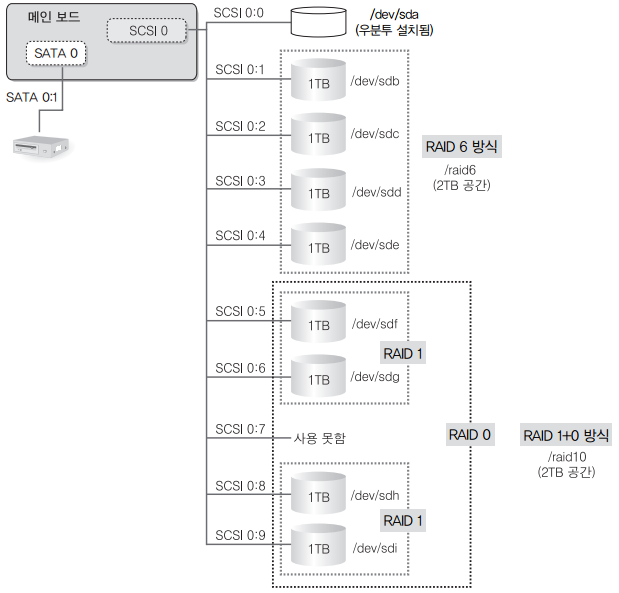 메인 보드
SCSI 0
SATA 0
SATA 0:1
SCSI 0:0
/dev/sda
(우분투 설치됨)
SCSI 0:1
1TB
/dev/sdb
SCSI 0:2
1TB
/dev/sdc
SCSI 0:3
1TB
/dev/sdd
SCSI 0:4
1TB
/dev/sde
RAID 6 방식
/raid6
(2TB 공간)
SCSI 0:5
1TB
/dev/sdf
RAID 1
SCSI 0:6
1TB
/dev/sdg
SCSI 0:7
사용 못함
RAID 0
RAID 1+0 방식
/raid10
(2TB 공간)
SCSI 0:8
1TB
/dev/sdh
RAID 1
SCSI 0:9
1TB
/dev/sdi